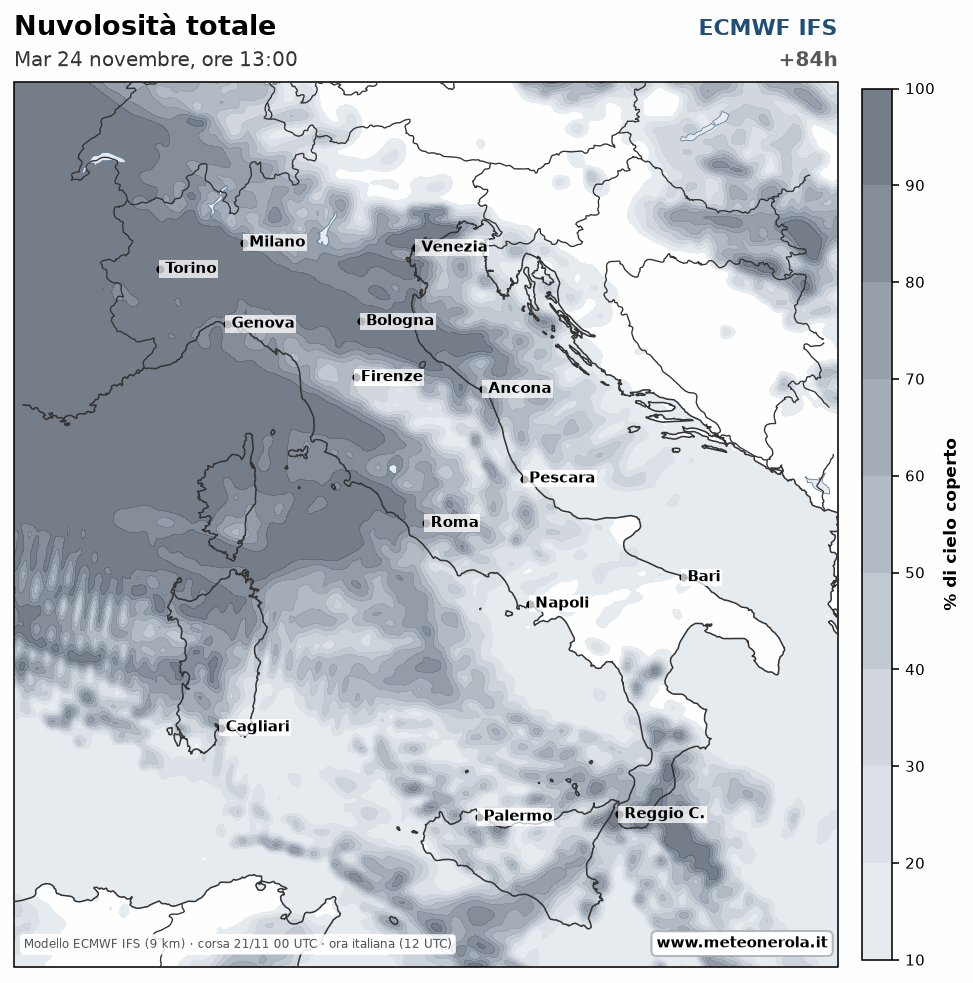 Nuvolosità totale
ECMWF IFS
Mar 24 novembre, ore 13:00
+84h
Milano
Venezia
Torino
Genova
Bologna
Firenze
Ancona
Pescara
Roma
Bari
Napoli
Cagliari
Palermo
Reggio C.
100
90
80
70
60
50
40
30
20
10
% di cielo coperto
Modello ECMWF IFS (9 km) · corsa 21/11 00 UTC · ora italiana (12 UTC)
www.meteonerola.it